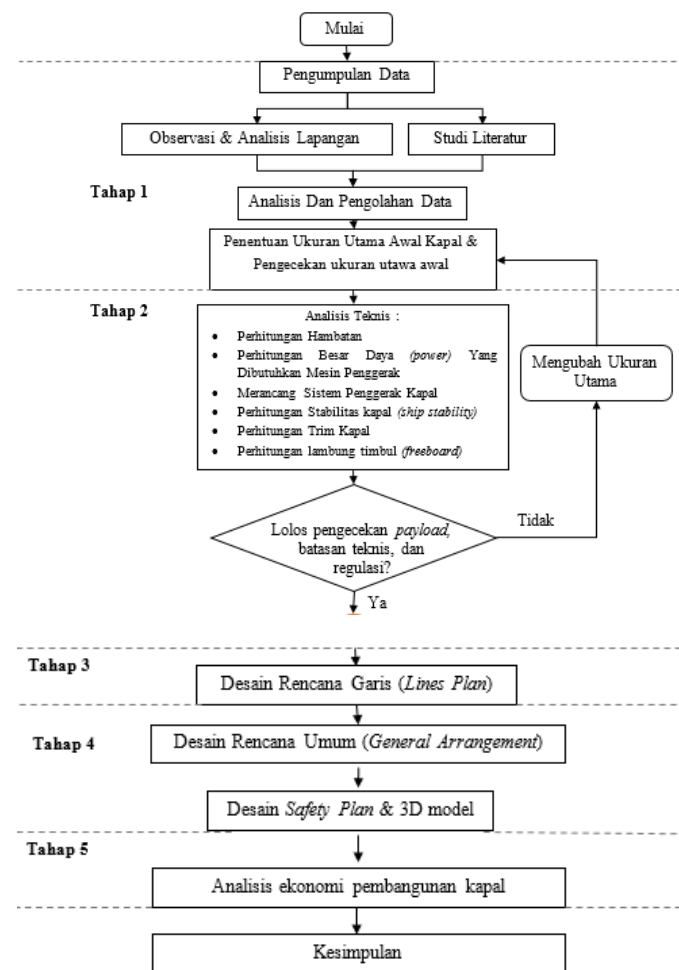 Mulai
Pengumpulan Data
Observasi & Analisis Lapangan
Studi Literatur
Tahap 1
Analisis Dan Pengolahan Data
Penentuan Ukuran Utama Awal Kapal &
Pengecekan ukuran utawa awal
Tahap 2
Analisis Teknis :
• Perhitungan Hambatan
• Perhitungan Besar Daya (power) Yang
Dibutuhkan Mesin Penggerak
• Merancang Sistem Penggerak Kapal
• Perhitungan Stabilitas kapal (ship stability)
• Perhitungan Trim Kapal
• Perhitungan lambung timbul (freeboard)
Mengubah Ukuran
Utama
Lolos pengecekan payload,
batasan teknis, dan
regulasi?
Tidak
Ya
Tahap 3
Desain Rencana Garis (Lines Plan)
Tahap 4
Desain Rencana Umum (General Arrangement)
Desain Safety Plan & 3D model
Tahap 5
Analisis ekonomi pembangunan kapal
Kesimpulan